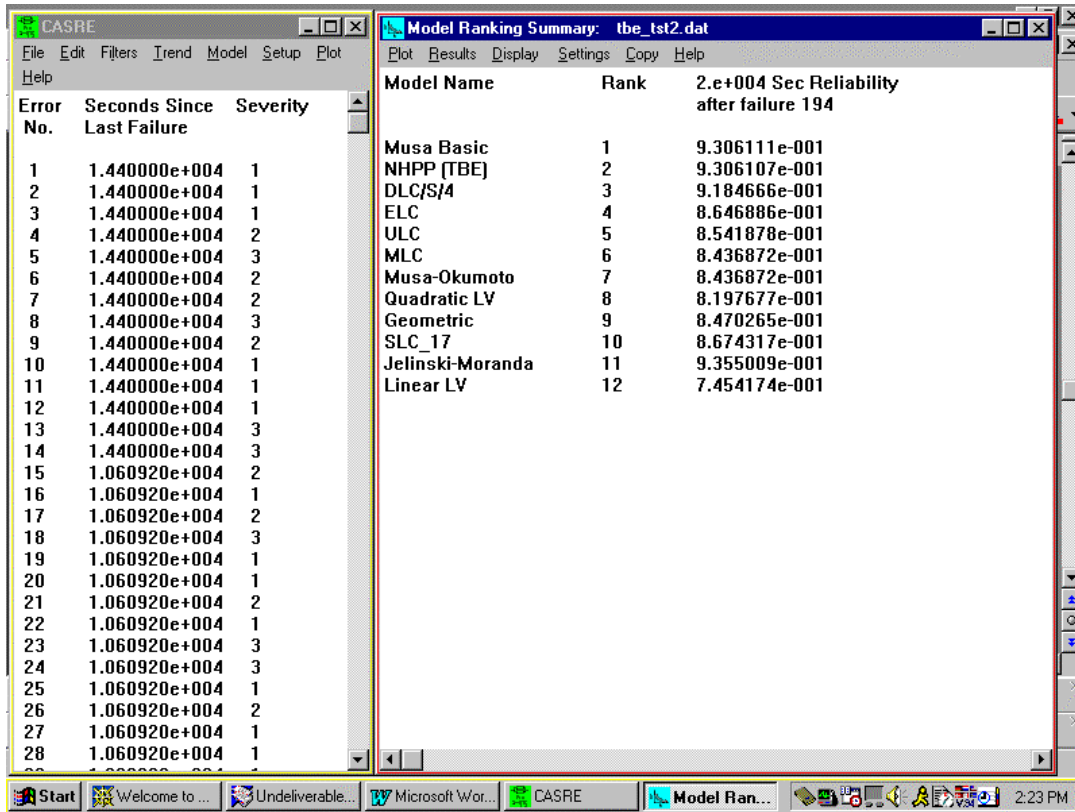 CASRE
File Edit Filters Trend Model Setup Plot
Help
Error Seconds Since Severity
No. Last Failure
1 1.440000e+004 1
2 1.440000e+004 1
3 1.440000e+004 1
4 1.440000e+004 2
5 1.440000e+004 3
6 1.440000e+004 2
7 1.440000e+004 2
8 1.440000e+004 3
9 1.440000e+004 2
10 1.440000e+004 1
11 1.440000e+004 1
12 1.440000e+004 1
13 1.440000e+004 3
14 1.440000e+004 3
15 1.060920e+004 2
16 1.060920e+004 1
17 1.060920e+004 2
18 1.060920e+004 3
19 1.060920e+004 1
20 1.060920e+004 1
21 1.060920e+004 2
22 1.060920e+004 1
23 1.060920e+004 3
24 1.060920e+004 3
25 1.060920e+004 1
26 1.060920e+004 2
27 1.060920e+004 1
28 1.060920e+004 1
Model Ranking Summary: tbe_tst2.dat
Plot Results Display Settings Copy Help
Model Name Rank 2.e+004 Sec Reliability
after failure 194
Musa Basic 1 9.306111e-001
NHPP (TBE) 2 9.306107e-001
DLC/S/4 3 9.184666e-001
ELC 4 8.646886e-001
ULC 5 8.541878e-001
MLC 6 8.436872e-001
Musa-Okumoto 7 8.436872e-001
Quadratic LV 8 8.197677e-001
Geometric 9 8.470265e-001
SLC_17 10 8.674317e-001
Jelinski-Moranda 11 9.355009e-001
Linear LV 12 7.454174e-001
Start Welcome to ... Undeliverable... Microsoft Wor... CASRE Model Ran... 2:23 PM